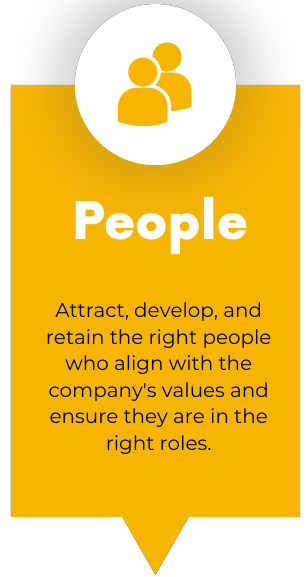 People
Attract, develop, and
retain the right people
who align with the
company's values and
ensure they are in the
right roles.